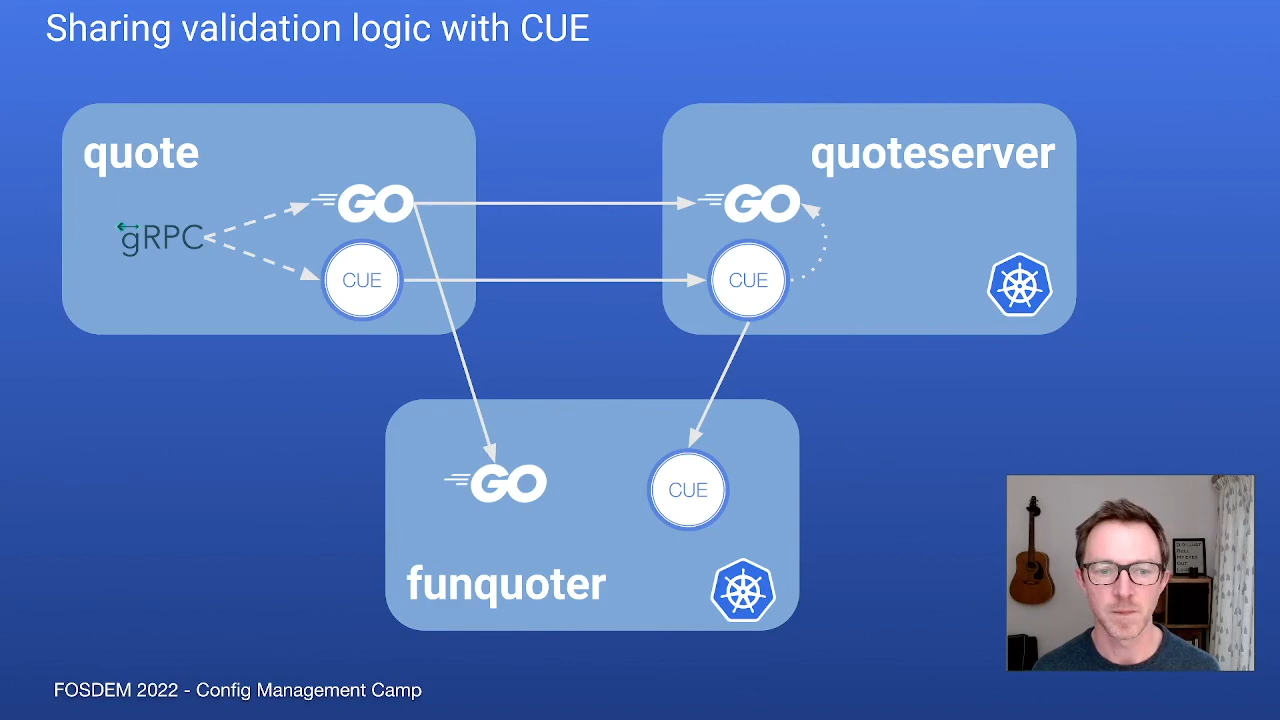 Sharing validation logic with CUE
quote
gRPC
GO
CUE
quoteserver
GO
CUE
GO
CUE
funquoter
FOSDEM 2022 - Config Management Camp